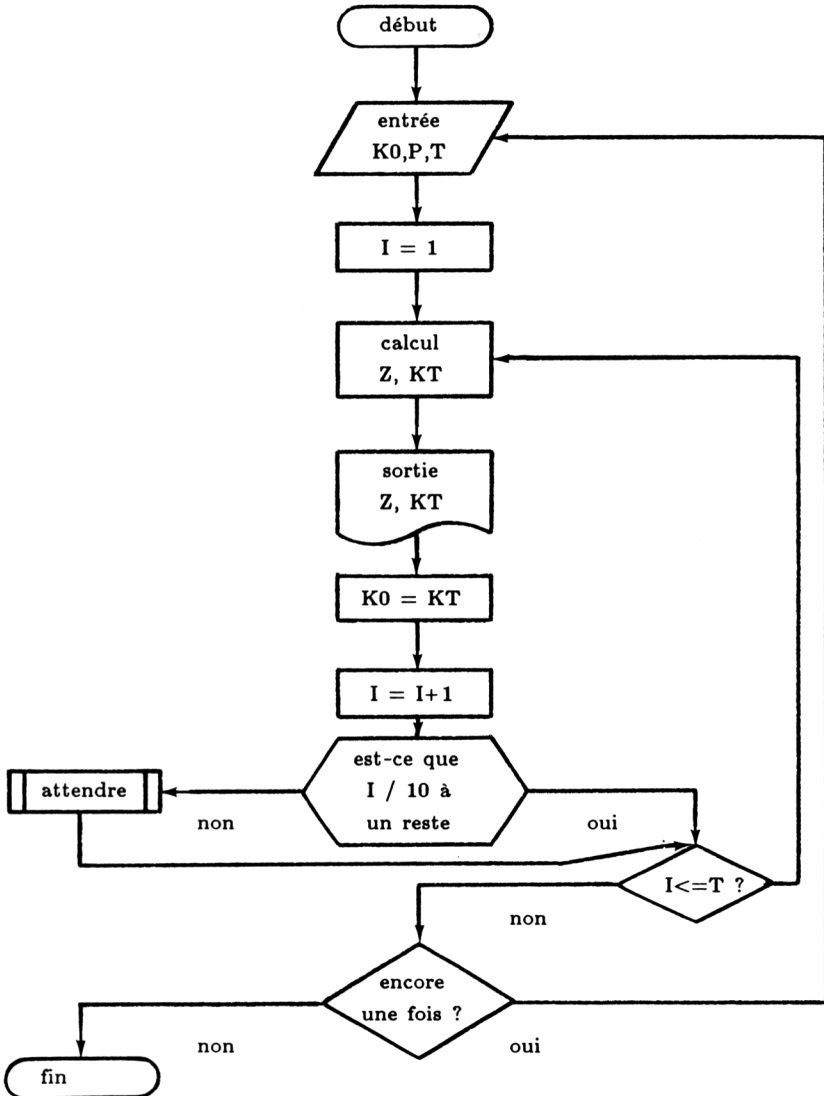 début
entrée
K0,P,T
I = 1
calcul
Z, KT
sortie
Z, KT
K0 = KT
I = I+1
est-ce que
I / 10 à
un reste
attendre
non
oui
I<=T ?
non
encore
une fois ?
non
oui
fin